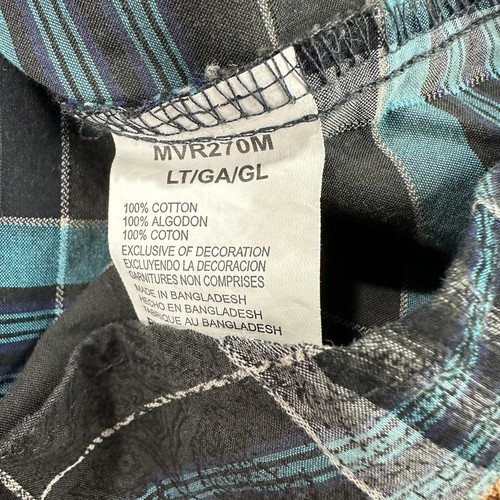 MVR270M
LT/GA/GL
100% COTTON
100% ALGODON
100% COTON
EXCLUSIVE OF DECORATION
EXCLUYENDO LA DECORACION
GARNITURES NON COMPRISES
MADE IN BANGLADESH
HECHO EN BANGLADESH
FABRIQUE AU BANGLADESH